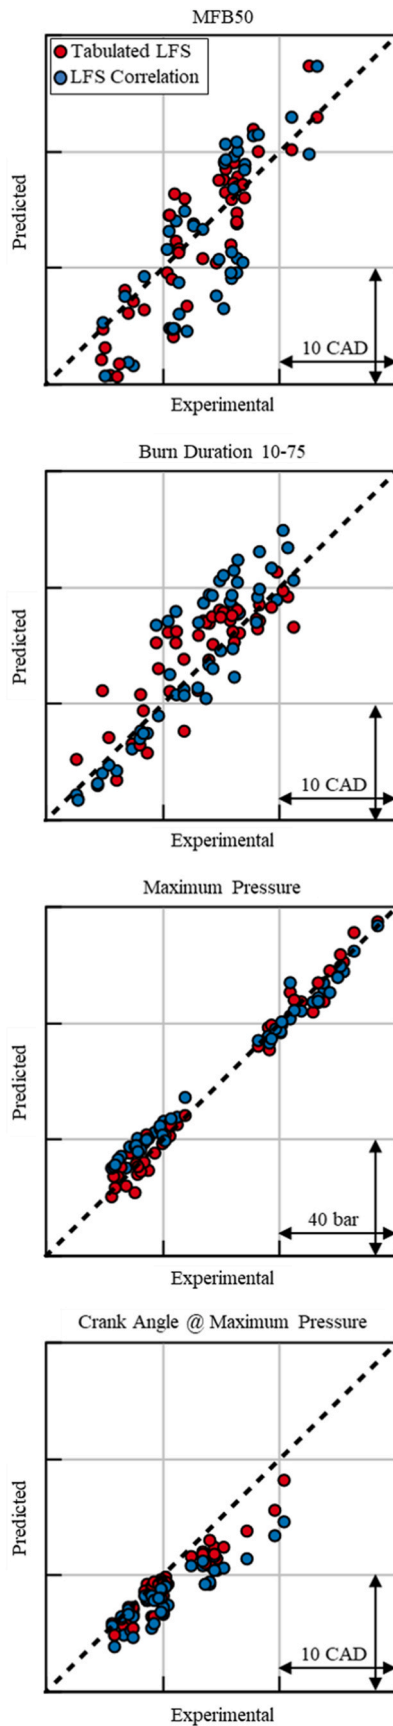 MFB50
Tabulated LFS
LFS Correlation
Predicted
10 CAD
Experimental
Burn Duration 10-75
Predicted
10 CAD
Experimental
Maximum Pressure
Predicted
40 bar
Experimental
Crank Angle @ Maximum Pressure
Predicted
10 CAD
Experimental